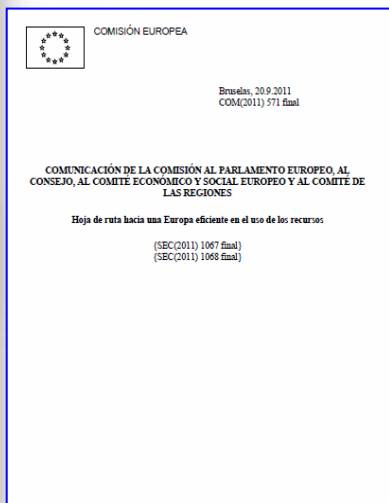 COMISIÓN EUROPEA
Bruselas, 20.9.2011
COM(2011) 571 final
COMUNICACIÓN DE LA COMISIÓN AL PARLAMENTO EUROPEO, AL
CONSEJO, AL COMITÉ ECONÓMICO Y SOCIAL EUROPEO Y AL COMITÉ DE
LAS REGIONES
Hoja de ruta hacia una Europa eficiente en el uso de los recursos
{SEC(2011) 1067 final}
{SEC(2011) 1068 final}